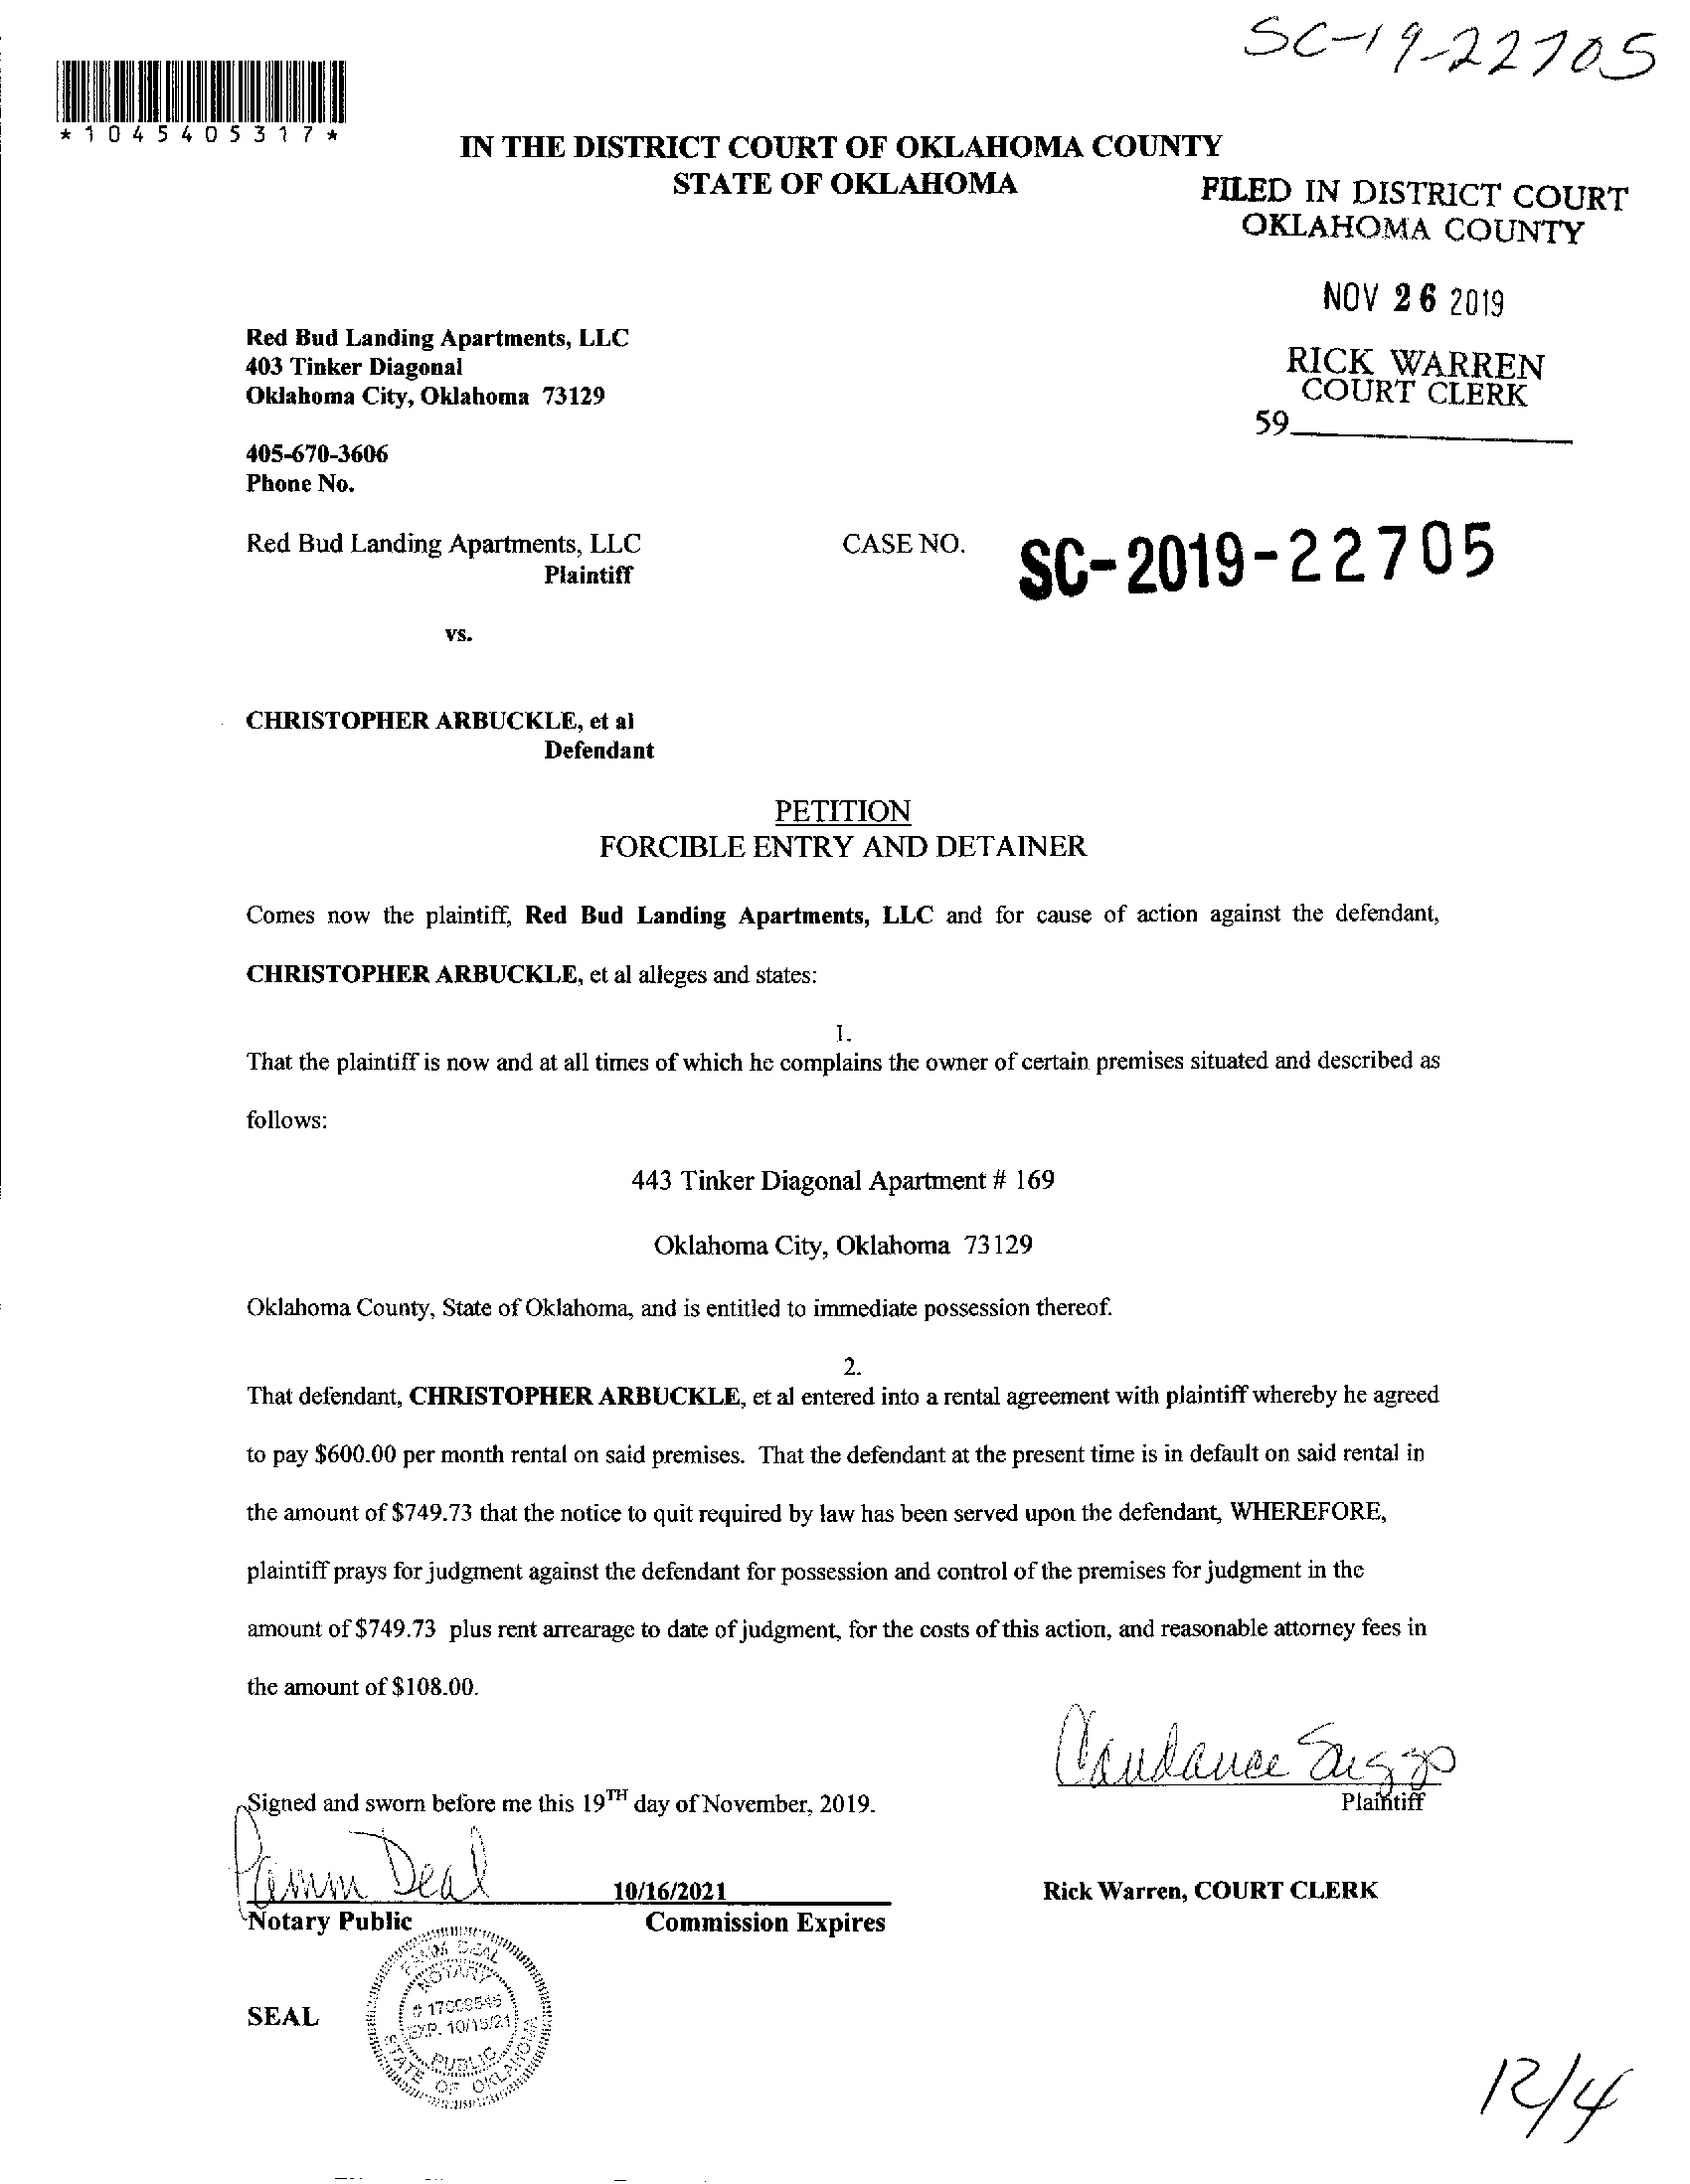 SC-19-22705
*1045405317*
IN THE DISTRICT COURT OF OKLAHOMA COUNTY
STATE OF OKLAHOMA
FILED IN DISTRICT COURT
OKLAHOMA COUNTY
NOV 26 2019
RICK WARREN
COURT CLERK
59
Red Bud Landing Apartments, LLC
403 Tinker Diagonal
Oklahoma City, Oklahoma 73129
405-670-3606
Phone No.
Red Bud Landing Apartments, LLC
Plaintiff
CASE NO. SC-2019-22705
vs.
CHRISTOPHER ARBUCKLE, et al
Defendant
PETITION
FORCIBLE ENTRY AND DETAINER
Comes now the plaintiff, Red Bud Landing Apartments, LLC and for cause of action against the defendant,
CHRISTOPHER ARBUCKLE, et al alleges and states:
1.
That the plaintiff is now and at all times of which he complains the owner of certain premises situated and described as
follows:
443 Tinker Diagonal Apartment # 169
Oklahoma City, Oklahoma 73129
Oklahoma County, State of Oklahoma, and is entitled to immediate possession thereof.
2.
That defendant, CHRISTOPHER ARBUCKLE, et al entered into a rental agreement with plaintiff whereby he agreed
to pay $600.00 per month rental on said premises. That the defendant at the present time is in default on said rental in
the amount of $749.73 that the notice to quit required by law has been served upon the defendant, WHEREFORE,
plaintiff prays for judgment against the defendant for possession and control of the premises for judgment in the
amount of $749.73 plus rent arrearage to date of judgment, for the costs of this action, and reasonable attorney fees in
the amount of $108.00.
Candance Suggs
Plaintiff
Signed and sworn before me this 19TH day of November, 2019.
Pamm Deal
10/16/2021
Notary Public
Commission Expires
Rick Warren, COURT CLERK
SEAL
PAMM DEAL
NOTARY
EXP. 10/15/21
PUBLIC
STATE OF OKLAHOMA
12/4